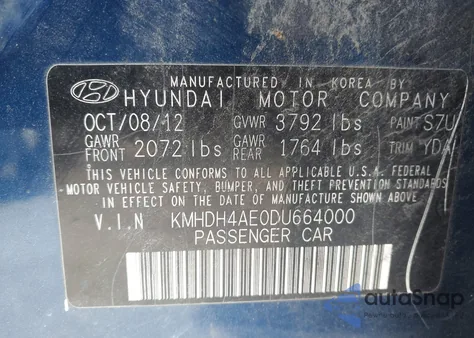 MANUFACTURED IN KOREA BY
HYUNDAI MOTOR COMPANY
OCT/08/12 GVWR 3792 lbs PAINT S7U
GAWR FRONT 2072 lbs GAWR REAR 1764 lbs TRIM YDA
THIS VEHICLE CONFORMS TO ALL APPLICABLE U.S.A. FEDERAL
MOTOR VEHICLE SAFETY, BUMPER, AND THEFT PREVENTION STANDARDS
IN EFFECT ON THE DATE OF MANUFACTURE SHOWN ABOVE.
V.I.N KMHDH4AE0DU664000
PASSENGER CAR
autoSnap